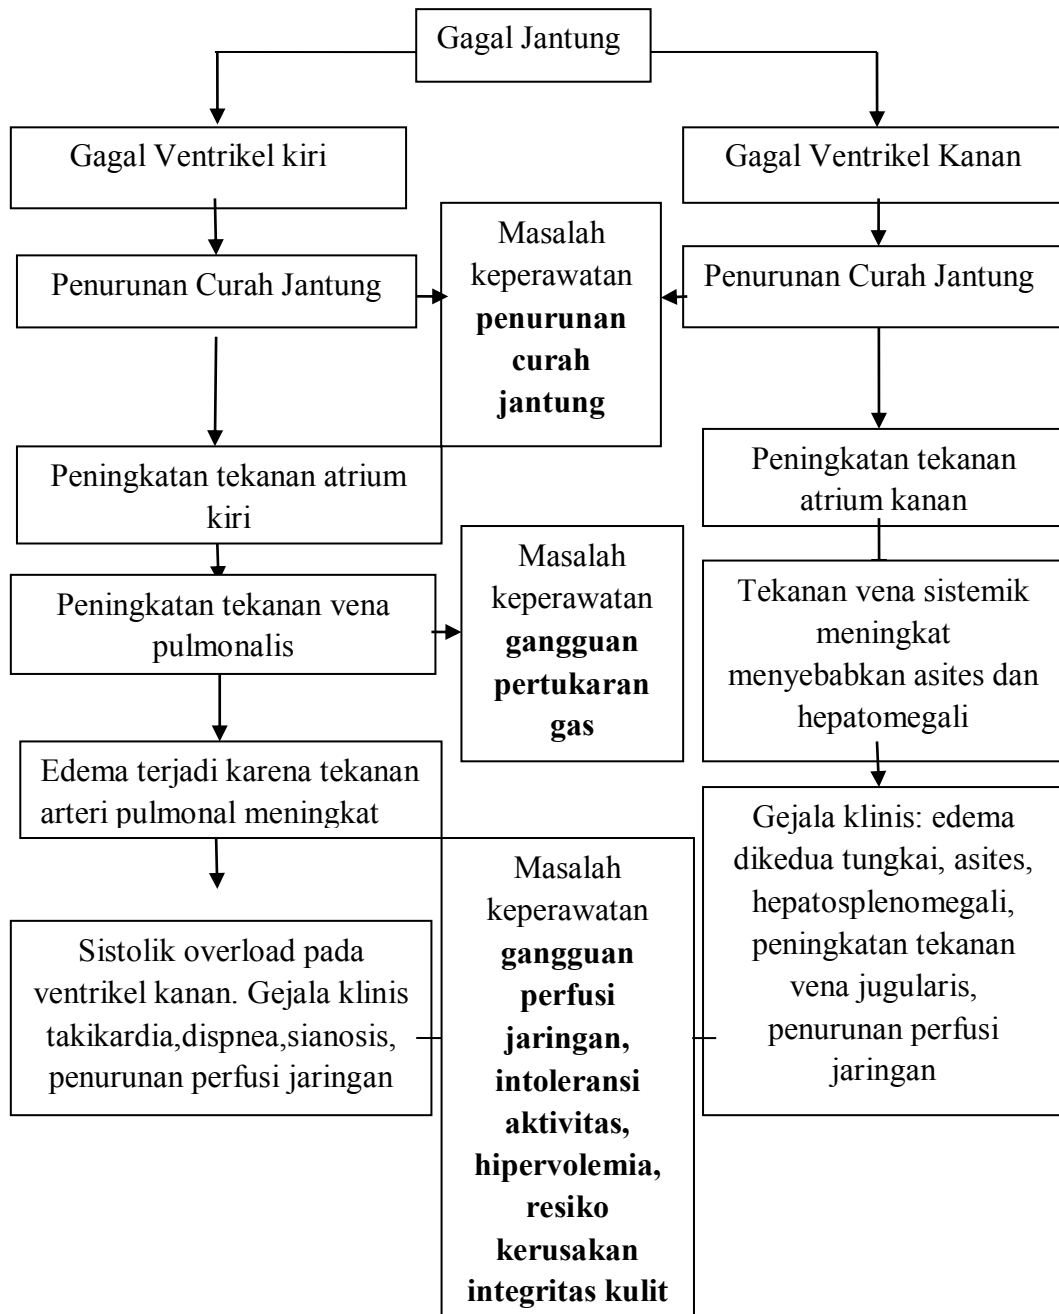 Gagal Jantung
Gagal Ventrikel kiri
Gagal Ventrikel Kanan
Masalah
keperawatan
penurunan
curah
jantung
Penurunan Curah Jantung
Penurunan Curah Jantung
Peningkatan tekanan atrium
kiri
Peningkatan tekanan
atrium kanan
Masalah
keperawatan
gangguan
pertukaran
gas
Peningkatan tekanan vena
pulmonalis
Tekanan vena sistemik
meningkat
menyebabkan asites dan
hepatomegali
Edema terjadi karena tekanan
arteri pulmonal meningkat
Gejala klinis: edema
dikedua tungkai, asites,
hepatosplenomegali,
peningkatan tekanan
vena jugularis,
penurunan perfusi
jaringan
Masalah
keperawatan
gangguan
perfusi
jaringan,
intoleransi
aktivitas,
hipervolemia,
resiko
kerusakan
integritas kulit
Sistolik overload pada
ventrikel kanan. Gejala klinis
takikardia,dispnea,sianosis,
penurunan perfusi jaringan